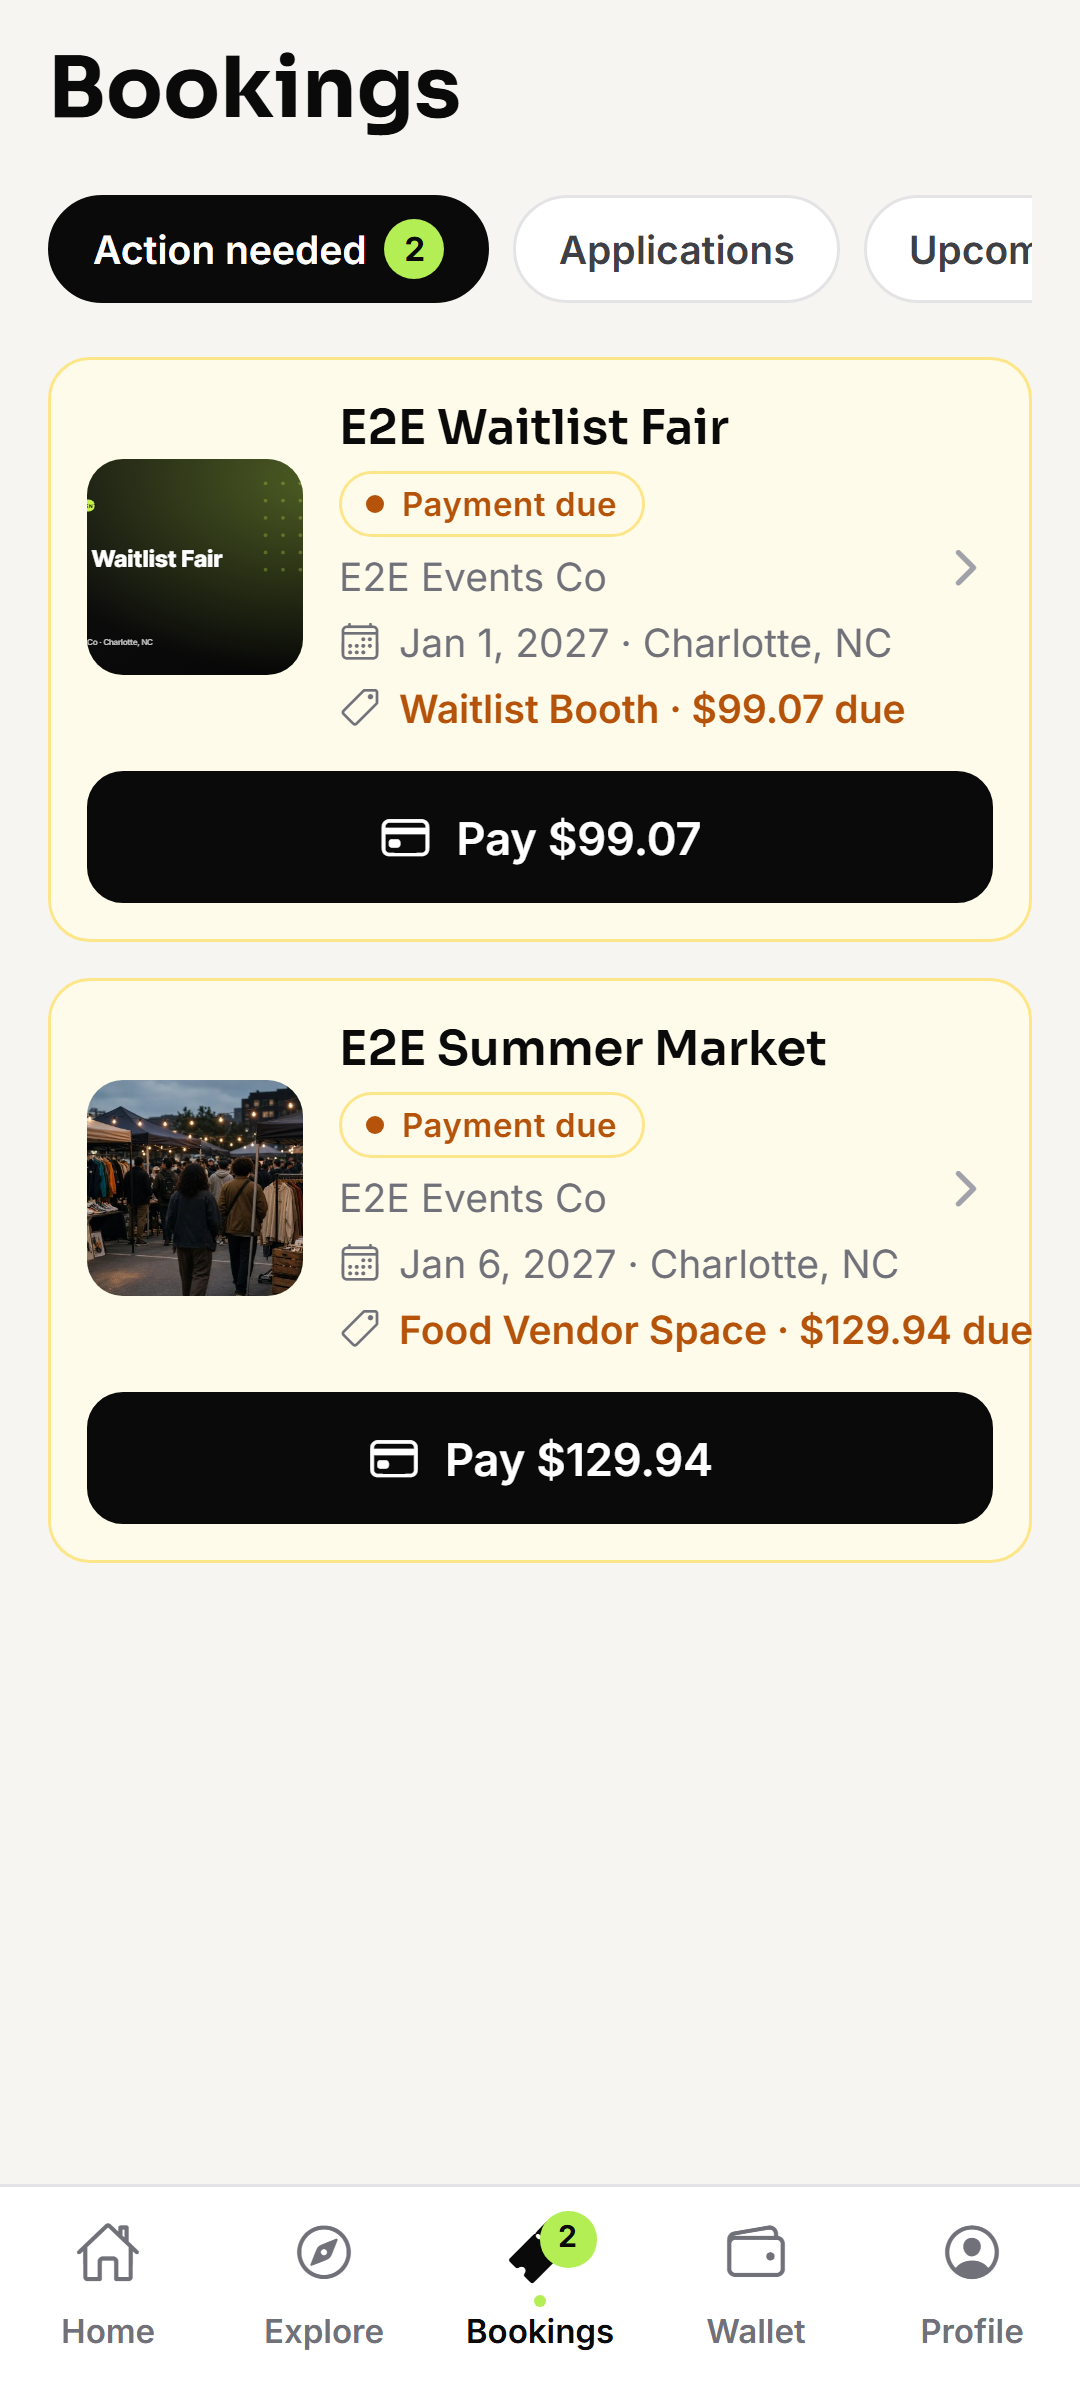 Bookings
Action needed 2
Applications
Upcom
E2E Waitlist Fair
Payment due
E2E Events Co
Jan 1, 2027 · Charlotte, NC
Waitlist Booth · $99.07 due
Waitlist Fair
Co · Charlotte, NC
Pay $99.07
E2E Summer Market
Payment due
E2E Events Co
Jan 6, 2027 · Charlotte, NC
Food Vendor Space · $129.94 due
Pay $129.94
2
Home
Explore
Bookings
Wallet
Profile